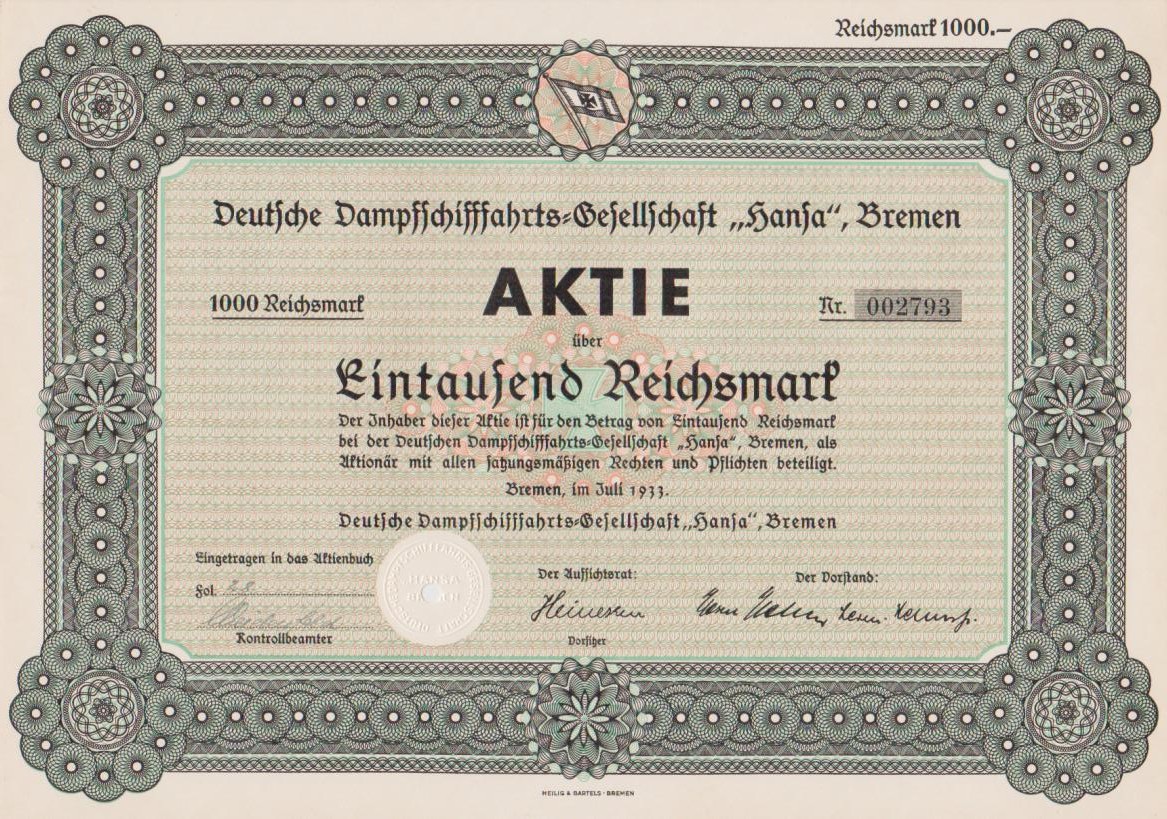 Reichsmark 1000.—
Deutsche Dampfschifffahrts=Gesellschaft „Hansa“, Bremen
AKTIE
1000 Reichsmark
Nr. 002793
über
Eintausend Reichsmark
Der Inhaber dieser Aktie ist für den Betrag von Eintausend Reichsmark
bei der Deutschen Dampfschifffahrts=Gesellschaft „Hansa“, Bremen, als
Aktionär mit allen satzungsmäßigen Rechten und Pflichten beteiligt.
Bremen, im Juli 1933.
Deutsche Dampfschifffahrts=Gesellschaft „Hansa“, Bremen
Eingetragen in das Aktienbuch
Fol.
Kontrollbeamter
HANSA
BREMEN
Der Aufsichtsrat:
Vorsitzer
Der Vorstand:
HEILIG & BARTELS · BREMEN